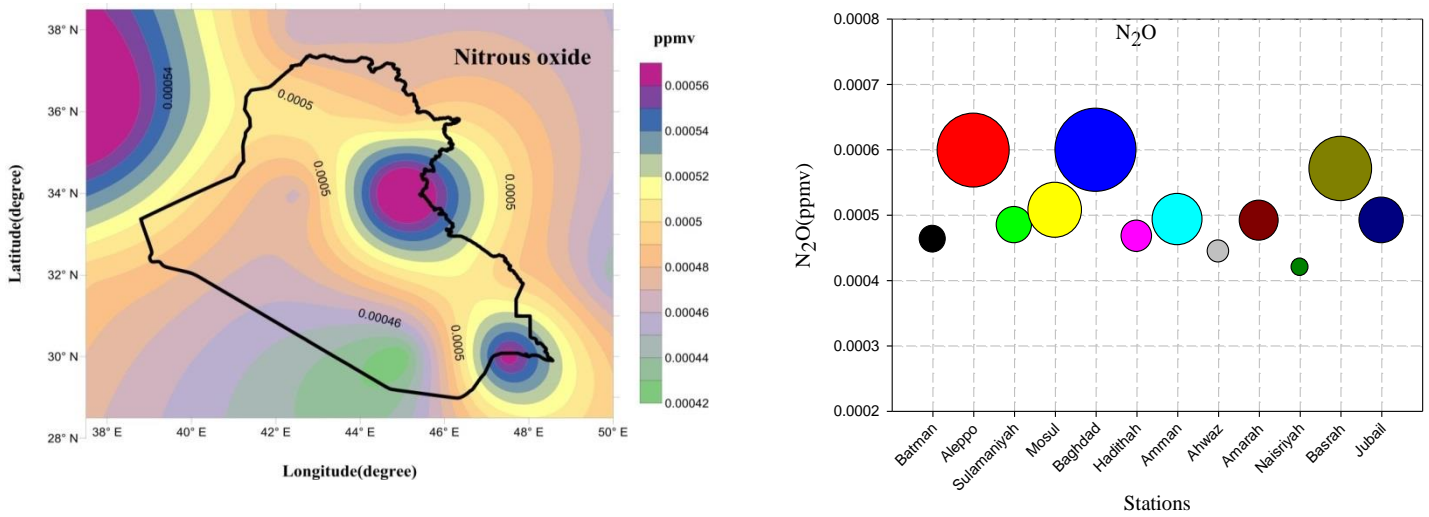 Nitrous oxide
ppmv
38° N
36° N
34° N
32° N
30° N
28° N
Latitude(degree)
0.00054
0.0005
0.0005
0.0005
0.00046
0.0005
0.00056
0.00054
0.00052
0.0005
0.00048
0.00046
0.00044
0.00042
38° E
40° E
42° E
44° E
46° E
48° E
50° E
Longitude(degree)
N₂O
0.0008
0.0007
0.0006
0.0005
0.0004
0.0003
0.0002
N₂O(ppmv)
Batman
Aleppo
Sulamaniyah
Mosul
Baghdad
Hadithah
Amman
Ahwaz
Amarah
Naisriyah
Basrah
Jubail
Stations